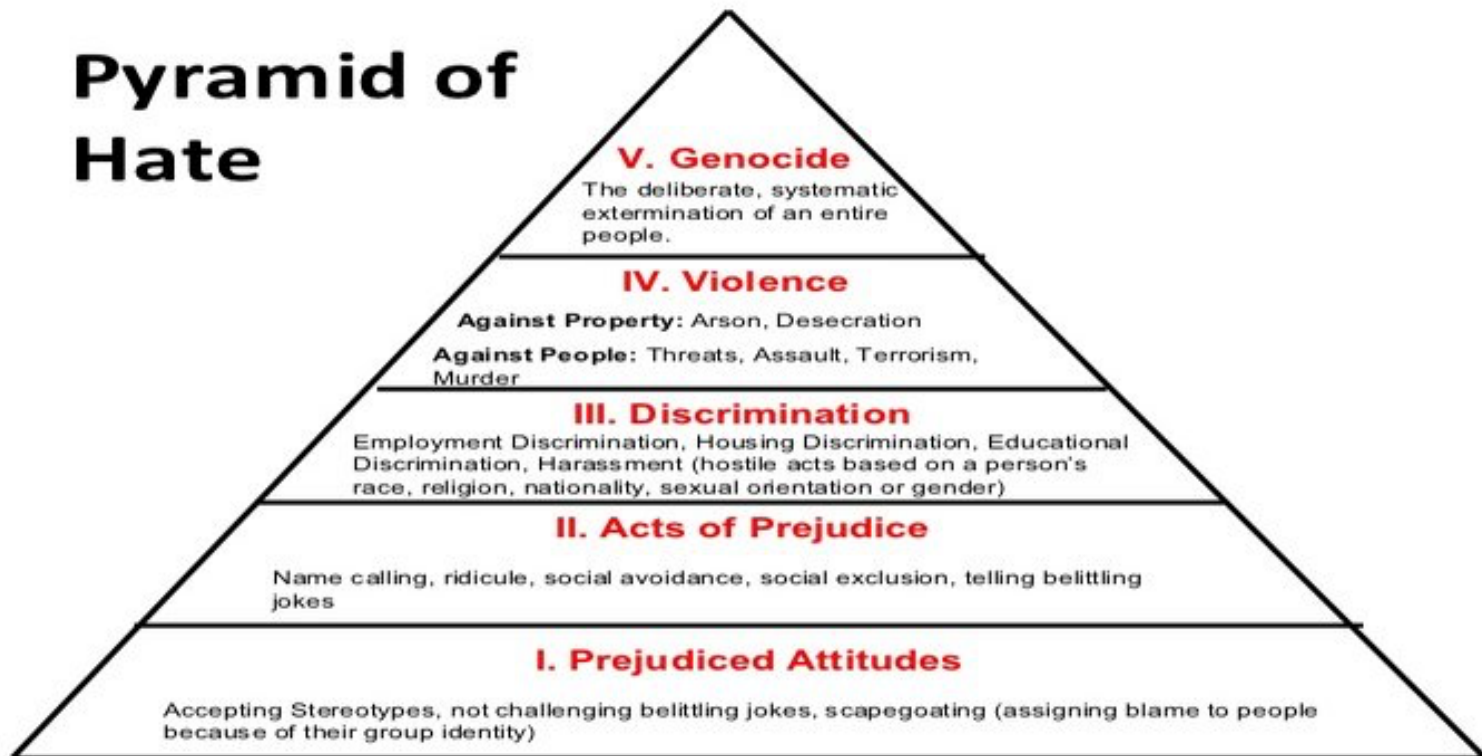 Pyramid of
Hate
V. Genocide
The deliberate, systematic
extermination of an entire
people.
IV. Violence
Against Property: Arson, Desecration
Against People: Threats, Assault, Terrorism,
Murder
III. Discrimination
Employment Discrimination, Housing Discrimination, Educational
Discrimination, Harassment (hostile acts based on a person's
race, religion, nationality, sexual orientation or gender)
II. Acts of Prejudice
Name calling, ridicule, social avoidance, social exclusion, telling belittling
jokes
I. Prejudiced Attitudes
Accepting Stereotypes, not challenging belittling jokes, scapegoating (assigning blame to people
because of their group identity)